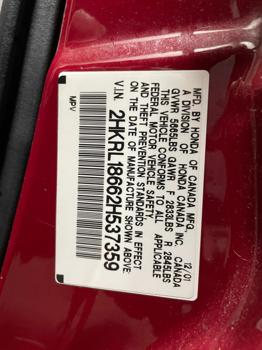 MFD. BY HONDA OF CANADA MFG. 12/01
A DIVISION OF HONDA CANADA INC. CANADA
GVWR 5665LBS GAWR F 2833LBS R 2845LBS
THIS VEHICLE CONFORMS TO ALL APPLICABLE
FEDERAL MOTOR VEHICLE SAFETY
AND THEFT PREVENTION STANDARDS IN EFFECT
ON THE DATE OF MANUFACTURE SHOWN ABOVE.
V.I.N. 2HKRL18662H537359
MPV